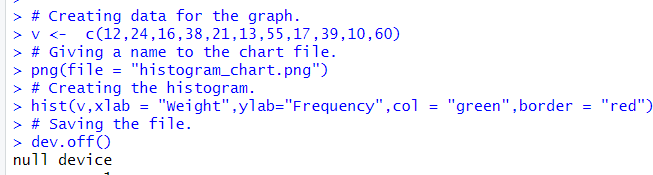 >
> # Creating data for the graph.
> v <-  c(12,24,16,38,21,13,55,17,39,10,60)
> # Giving a name to the chart file.
> png(file = "histogram_chart.png")
> # Creating the histogram.
> hist(v,xlab = "Weight",ylab="Frequency",col = "green",border = "red")
> # Saving the file.
> dev.off()
null device